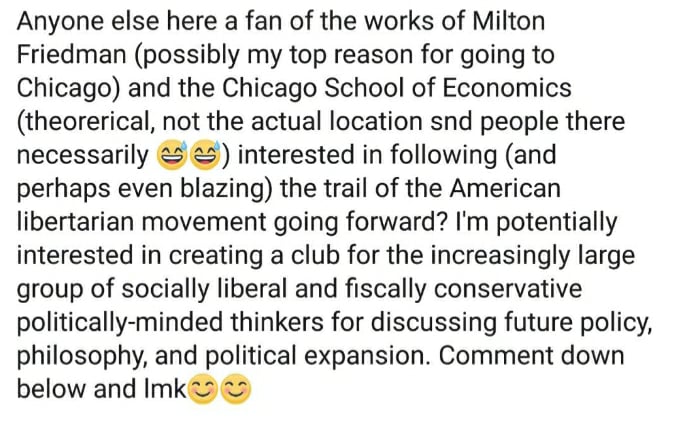 Anyone else here a fan of the works of Milton
Friedman (possibly my top reason for going to
Chicago) and the Chicago School of Economics
(theorerical, not the actual location snd people there
necessarily 😅😅) interested in following (and
perhaps even blazing) the trail of the American
libertarian movement going forward? I'm potentially
interested in creating a club for the increasingly large
group of socially liberal and fiscally conservative
politically-minded thinkers for discussing future policy,
philosophy, and political expansion. Comment down
below and lmk😊😊